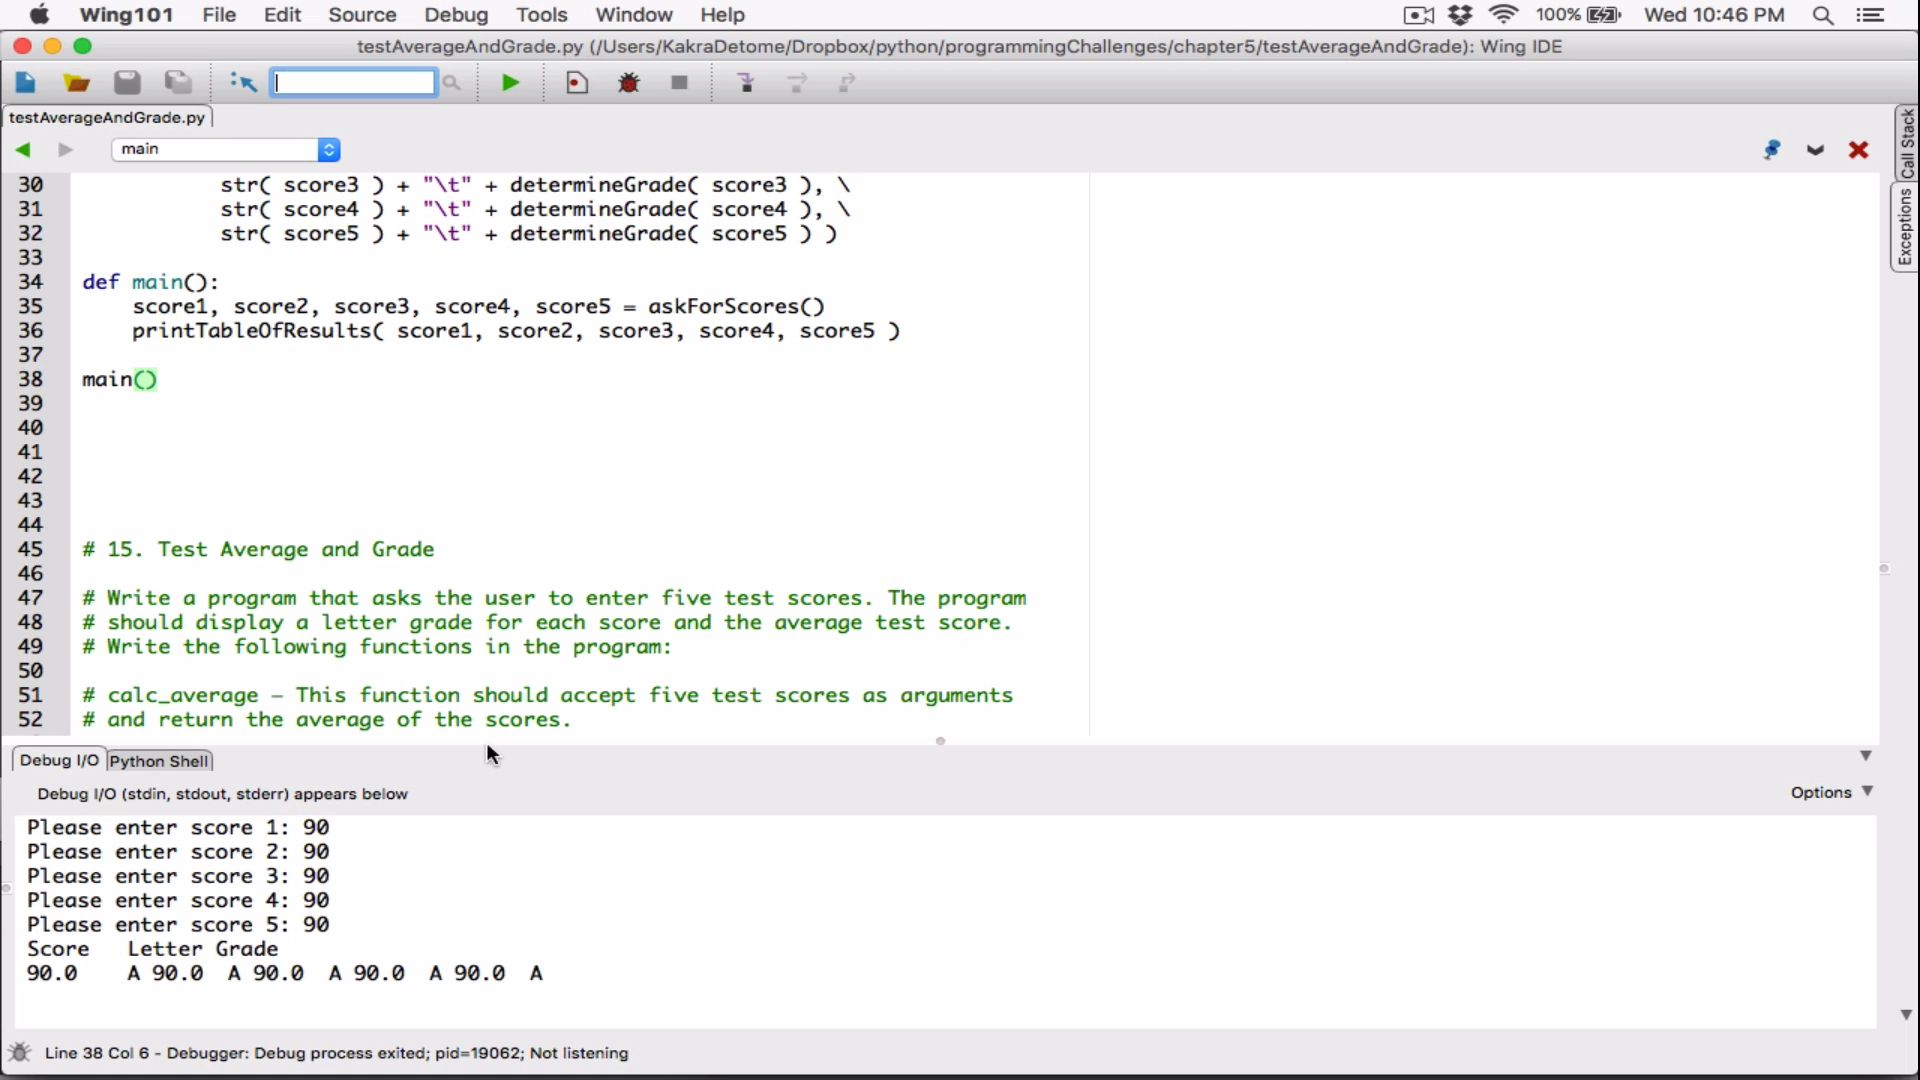 Wing101 File Edit Source Debug Tools Window Help 100% Wed 10:46 PM
testAverageAndGrade.py (/Users/KakraDetome/Dropbox/python/programmingChallenges/chapter5/testAverageAndGrade): Wing IDE
testAverageAndGrade.py
main
Call Stack
Exceptions
30 str( score3 ) + "\t" + determineGrade( score3 ), \
31 str( score4 ) + "\t" + determineGrade( score4 ), \
32 str( score5 ) + "\t" + determineGrade( score5 ) )
33
34 def main():
35 score1, score2, score3, score4, score5 = askForScores()
36 printTableOfResults( score1, score2, score3, score4, score5 )
37
38 main()
39
40
41
42
43
44
45 # 15. Test Average and Grade
46
47 # Write a program that asks the user to enter five test scores. The program
48 # should display a letter grade for each score and the average test score.
49 # Write the following functions in the program:
50
51 # calc_average – This function should accept five test scores as arguments
52 # and return the average of the scores.
Debug I/O Python Shell
Debug I/O (stdin, stdout, stderr) appears below Options
Please enter score 1: 90
Please enter score 2: 90
Please enter score 3: 90
Please enter score 4: 90
Please enter score 5: 90
Score Letter Grade
90.0 A 90.0 A 90.0 A 90.0 A 90.0 A
Line 38 Col 6 - Debugger: Debug process exited; pid=19062; Not listening